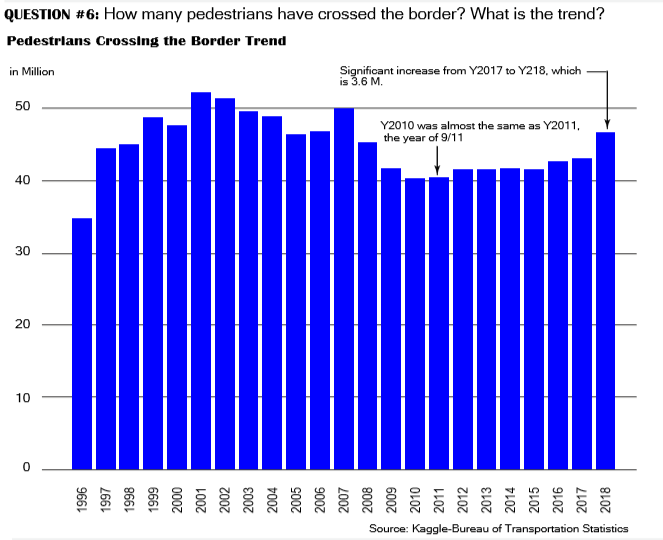 QUESTION #6: How many pedestrians have crossed the border? What is the trend?
Pedestrians Crossing the Border Trend
in Million
Significant increase from Y2017 to Y218, which
is 3.6 M.
Y2010 was almost the same as Y2011,
the year of 9/11
50
40
30
20
10
0
1996 1997 1998 1999 2000 2001 2002 2003 2004 2005 2006 2007 2008 2009 2010 2011 2012 2013 2014 2015 2016 2017 2018
Source: Kaggle-Bureau of Transportation Statistics